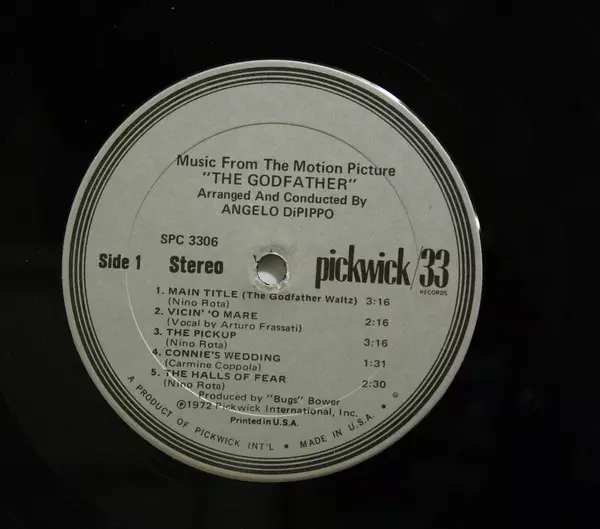 Music From The Motion Picture
"THE GODFATHER"
Arranged And Conducted By
ANGELO DiPIPPO
SPC 3306
Side 1 Stereo
pickwick/33
RECORDS
1. MAIN TITLE (The Godfather Waltz) 3:16
(Nino Rota)
2. VICIN' 'O MARE 2:16
(Vocal by Arturo Frassati)
3. THE PICKUP 3;16
(Nino Rota)
4. CONNIE'S WEDDING 1:31
(Carmine Coppola)
5. THE HALLS OF FEAR 2:30
(Nino Rota)
Produced by "Bugs" Bower
℗1972 Pickwick International, Inc.
Printed in U.S.A.
A PRODUCT OF PICKWICK INT'L • MADE IN U.S.A. • ©